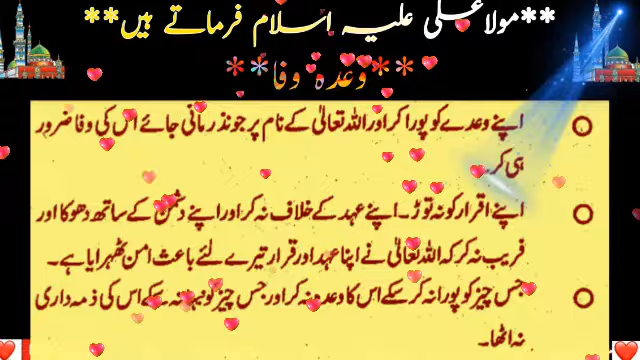 **مولا علی علیہ اسلام فرماتے ہیں**
**وعدہ وفا**
اپنے وعدے کو پورا کر اور اللہ تعالیٰ کے نام پر جو نذر مانی جائے اس کی وفا ضرور
ہی کر۔
اپنے اقرار کو نہ توڑ۔ اپنے عہد کے خلاف نہ کر اور اپنے دشمن کے ساتھ دھوکا اور
فریب نہ کر کہ اللہ تعالیٰ نے اپنا عہد اور قرار تیرے لئے باعث امن ٹھہرایا ہے۔
جس چیز کو پورا نہ کر سکے اس کا وعدہ نہ کر اور جس چیز کو نبھا نہ سکے اس کی ذمہ داری
نہ اٹھا۔